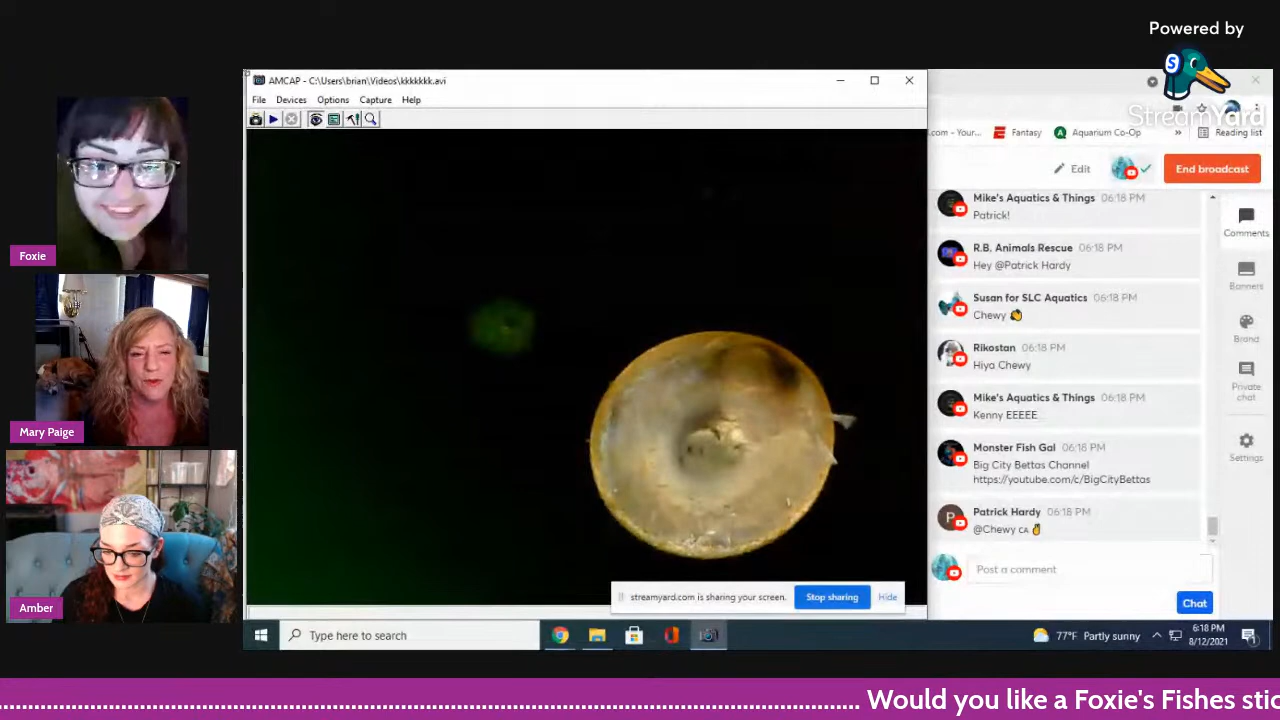 Powered by
StreamYard
AMCAP - C:\Users\brian\Videos\kkkkkkk.avi
File Devices Options Capture Help
.com - Your... Fantasy Aquarium Co-Op » Reading list
Edit
End broadcast
Mike's Aquatics & Things 06:18 PM
Patrick!
R.B. Animals Rescue 06:18 PM
Hey @Patrick Hardy
Susan for SLC Aquatics 06:18 PM
Chewy
Rikostan 06:18 PM
Hiya Chewy
Mike's Aquatics & Things 06:18 PM
Kenny EEEEE...
Monster Fish Gal 06:18 PM
Big City Bettas Channel
https://youtube.com/c/BigCityBettas
Patrick Hardy 06:18 PM
@Chewy ᴄᴀ
Post a comment
Chat
Comments
Banners
Brand
Private
chat
Settings
Foxie
Mary Paige
Amber
streamyard.com is sharing your screen. Stop sharing Hide
Type here to search
77°F Partly sunny
6:18 PM
8/12/2021
Would you like a Foxie's Fishes stic